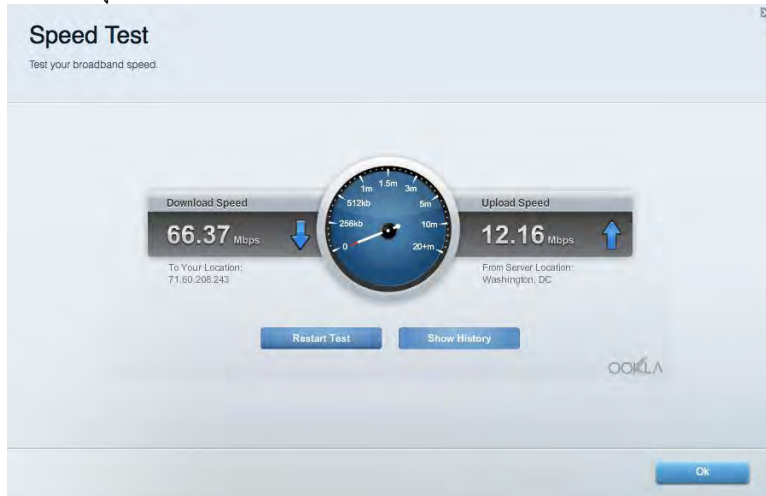 Speed Test
Test your broadband speed.
Download Speed
66.37 Mbps
To Your Location:
71.60.208.243
0
256kb
512kb
1m
1.5m
3m
5m
10m
20+m
Upload Speed
12.16 Mbps
From Server Location:
Washington, DC
Restart Test
Show History
OOKLA
Ok